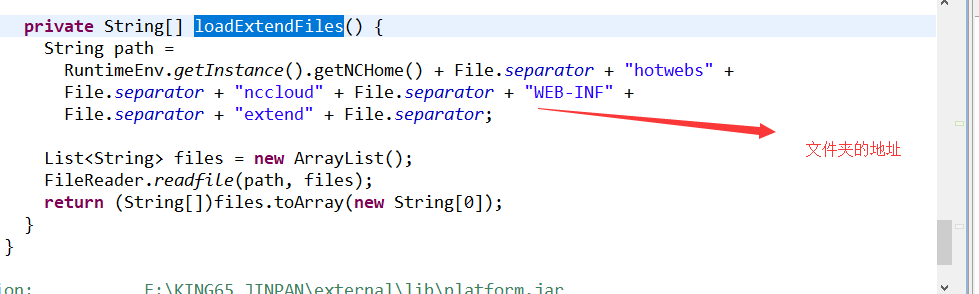 private String[] loadExtendFiles() {
String path =
RuntimeEnv.getInstance().getNCHome() + File.separator + "hotwebs" +
File.separator + "nccloud" + File.separator + "WEB-INF" +
File.separator + "extend" + File.separator;
文件夹的地址
List<String> files = new ArrayList();
FileReader.readfile(path, files);
return (String[])files.toArray(new String[0]);
}
}
ion: F:\KING65_JINPAN\external\lib\platform.jar